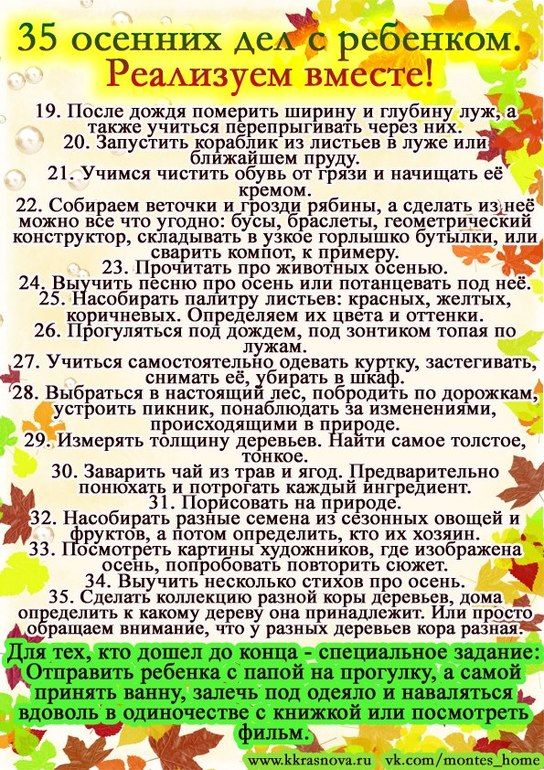 35 осенних дел с ребенком.
Реализуем вместе!
19. После дождя померить ширину и глубину луж, а
также учиться перепрыгивать через них.
20. Запустить кораблик из листьев в луже или
ближайшем пруду.
21. Учимся чистить обувь от грязи и начищать её
кремом.
22. Собираем веточки и грозди рябины, а сделать из неё
можно все что угодно: бусы, браслеты, геометрический
конструктор, складывать в узкое горлышко бутылки, или
сварить компот, к примеру.
23. Прочитать про животных осенью.
24. Выучить песню про осень или потанцевать под неё.
25. Насобирать палитру листьев: красных, желтых,
коричневых. Определяем их цвета и оттенки.
26. Прогуляться под дождем, под зонтиком топая по
лужам.
27. Учиться самостоятельно одевать куртку, застегивать,
снимать её, убирать в шкаф.
28. Выбраться в настоящий лес, побродить по дорожкам,
устроить пикник, понаблюдать за изменениями,
происходящими в природе.
29. Измерять толщину деревьев. Найти самое толстое,
тонкое.
30. Заварить чай из трав и ягод. Предварительно
понюхать и потрогать каждый ингредиент.
31. Порисовать на природе.
32. Насобирать разные семена из сезонных овощей и
фруктов, а потом определить, кто их хозяин.
33. Посмотреть картины художников, где изображена
осень, попробовать повторить сюжет.
34. Выучить несколько стихов про осень.
35. Сделать коллекцию разной коры деревьев, дома
определить к какому дереву она принадлежит. Или просто
обращаем внимание, что у разных деревьев кора разная.
Для тех, кто дошел до конца - специальное задание:
Отправить ребенка с папой на прогулку, а самой
принять ванну, залечь под одеяло и наваляться
вдоволь в одиночестве с книжкой или посмотреть
фильм.
www.kkrasnova.ru vk.com/montes_home